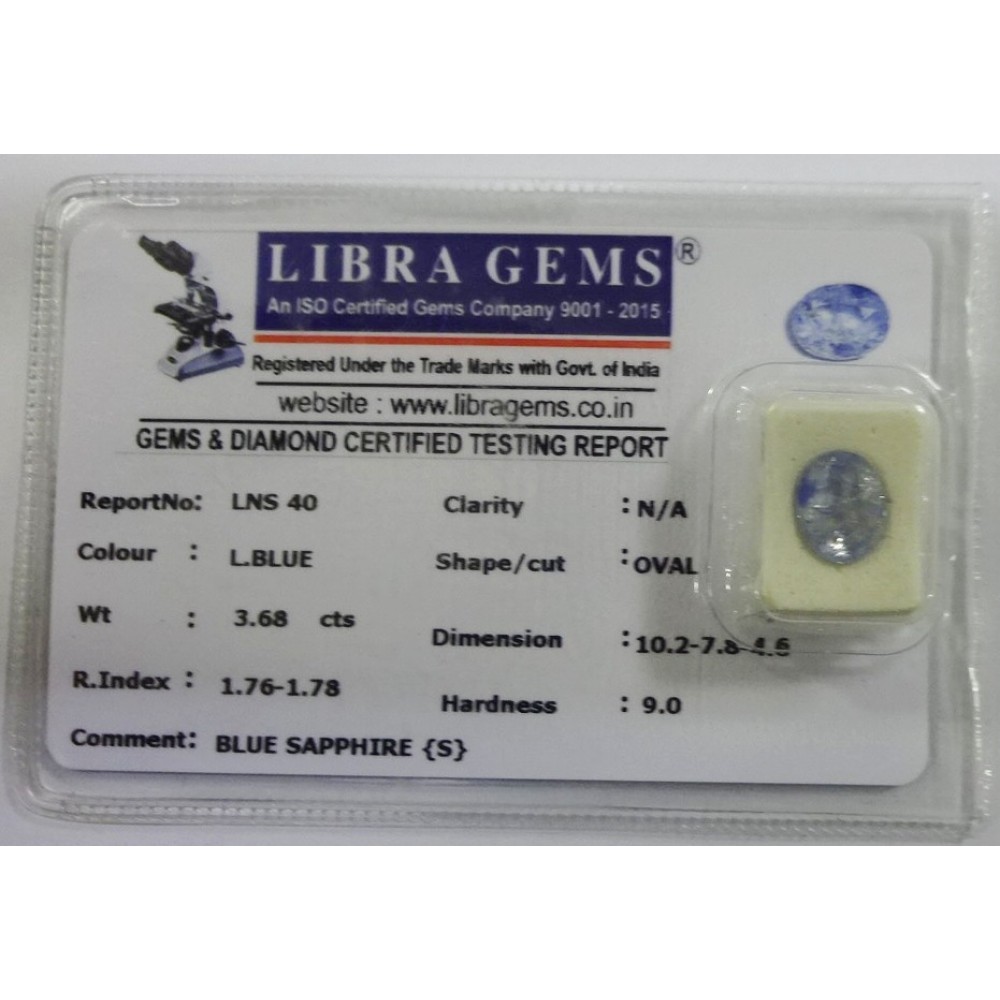 LIBRA GEMS ®
An ISO Certified Gems Company 9001 - 2015
Registered Under the Trade Marks with Govt. of India
website : www.libragems.co.in
GEMS & DIAMOND CERTIFIED TESTING REPORT
ReportNo: LNS 40 Clarity : N/A
Colour : L.BLUE Shape/cut : OVAL
Wt : 3.68 cts Dimension : 10.2-7.8-4.6
R.Index : 1.76-1.78 Hardness : 9.0
Comment: BLUE SAPPHIRE {S}